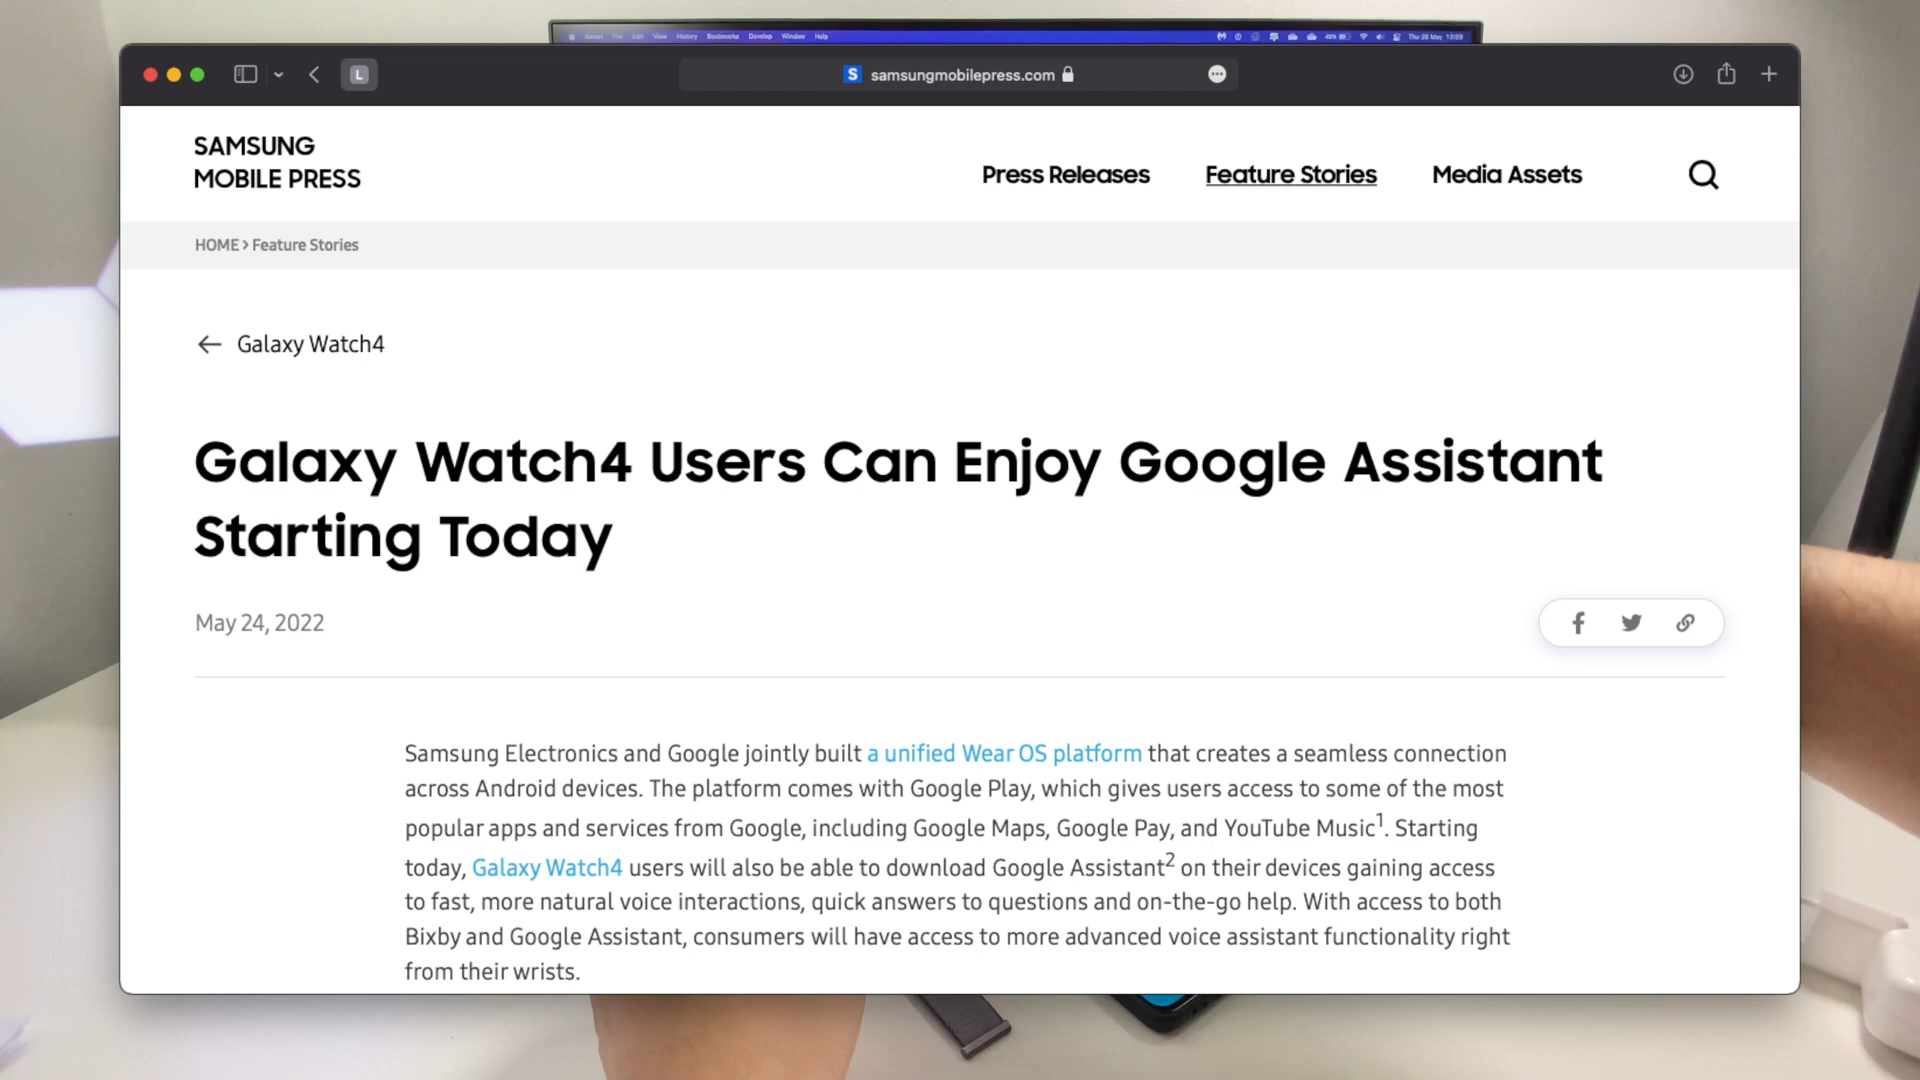 History Bookmarks Develop Window Help
L
S samsungmobilepress.com
SAMSUNG
MOBILE PRESS
Press Releases Feature Stories Media Assets
HOME > Feature Stories
← Galaxy Watch4
Galaxy Watch4 Users Can Enjoy Google Assistant
Starting Today
May 24, 2022
Samsung Electronics and Google jointly built a unified Wear OS platform that creates a seamless connection
across Android devices. The platform comes with Google Play, which gives users access to some of the most
popular apps and services from Google, including Google Maps, Google Pay, and YouTube Music1. Starting
today, Galaxy Watch4 users will also be able to download Google Assistant2 on their devices gaining access
to fast, more natural voice interactions, quick answers to questions and on-the-go help. With access to both
Bixby and Google Assistant, consumers will have access to more advanced voice assistant functionality right
from their wrists.